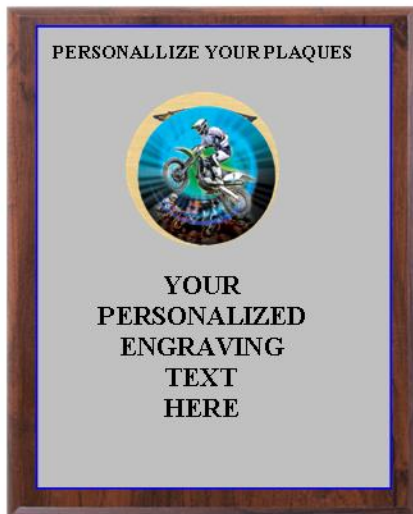 PERSONALLIZE YOUR PLAQUES
YOUR
PERSONALIZED
ENGRAVING
TEXT
HERE